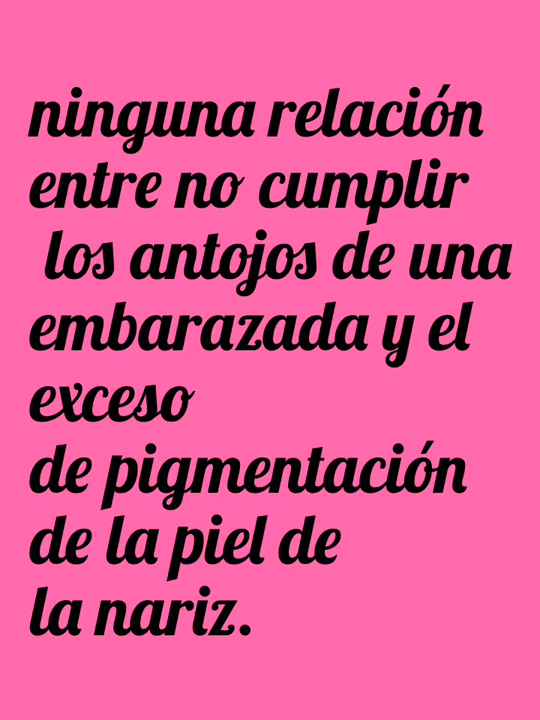 ninguna relación
entre no cumplir
los antojos de una
embarazada y el
exceso
de pigmentación
de la piel de
la nariz.